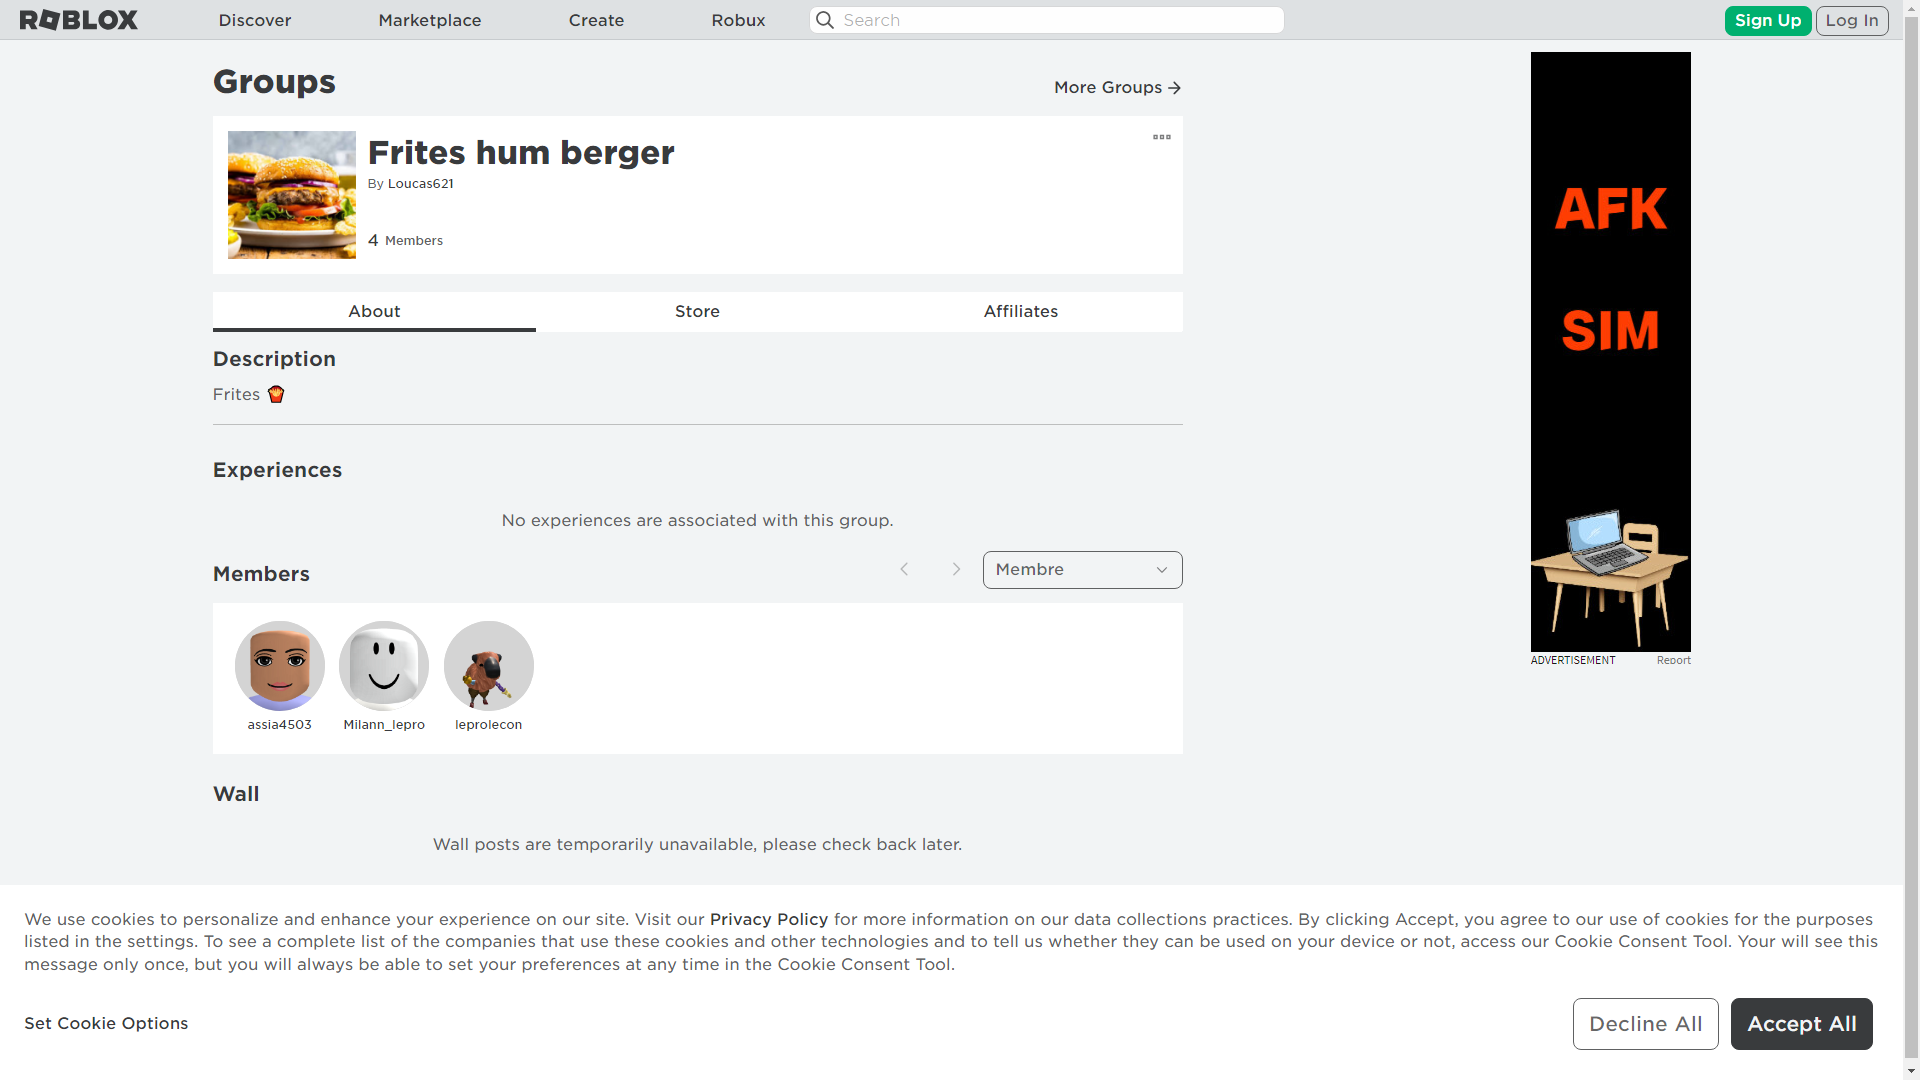 ROBLOX
Discover
Marketplace
Create
Robux
Search
Sign Up
Log In
Groups
More Groups
Frites hum berger
By Loucas621
4 Members
About
Store
Affiliates
Description
Frites
Experiences
No experiences are associated with this group.
Members
Membre
assia4503
Milann_lepro
leprolecon
Wall
Wall posts are temporarily unavailable, please check back later.
AFK
SIM
ADVERTISEMENT
Report
We use cookies to personalize and enhance your experience on our site. Visit our Privacy Policy for more information on our data collections practices. By clicking Accept, you agree to our use of cookies for the purposes
listed in the settings. To see a complete list of the companies that use these cookies and other technologies and to tell us whether they can be used on your device or not, access our Cookie Consent Tool. Your will see this
message only once, but you will always be able to set your preferences at any time in the Cookie Consent Tool.
Set Cookie Options
Decline All
Accept All